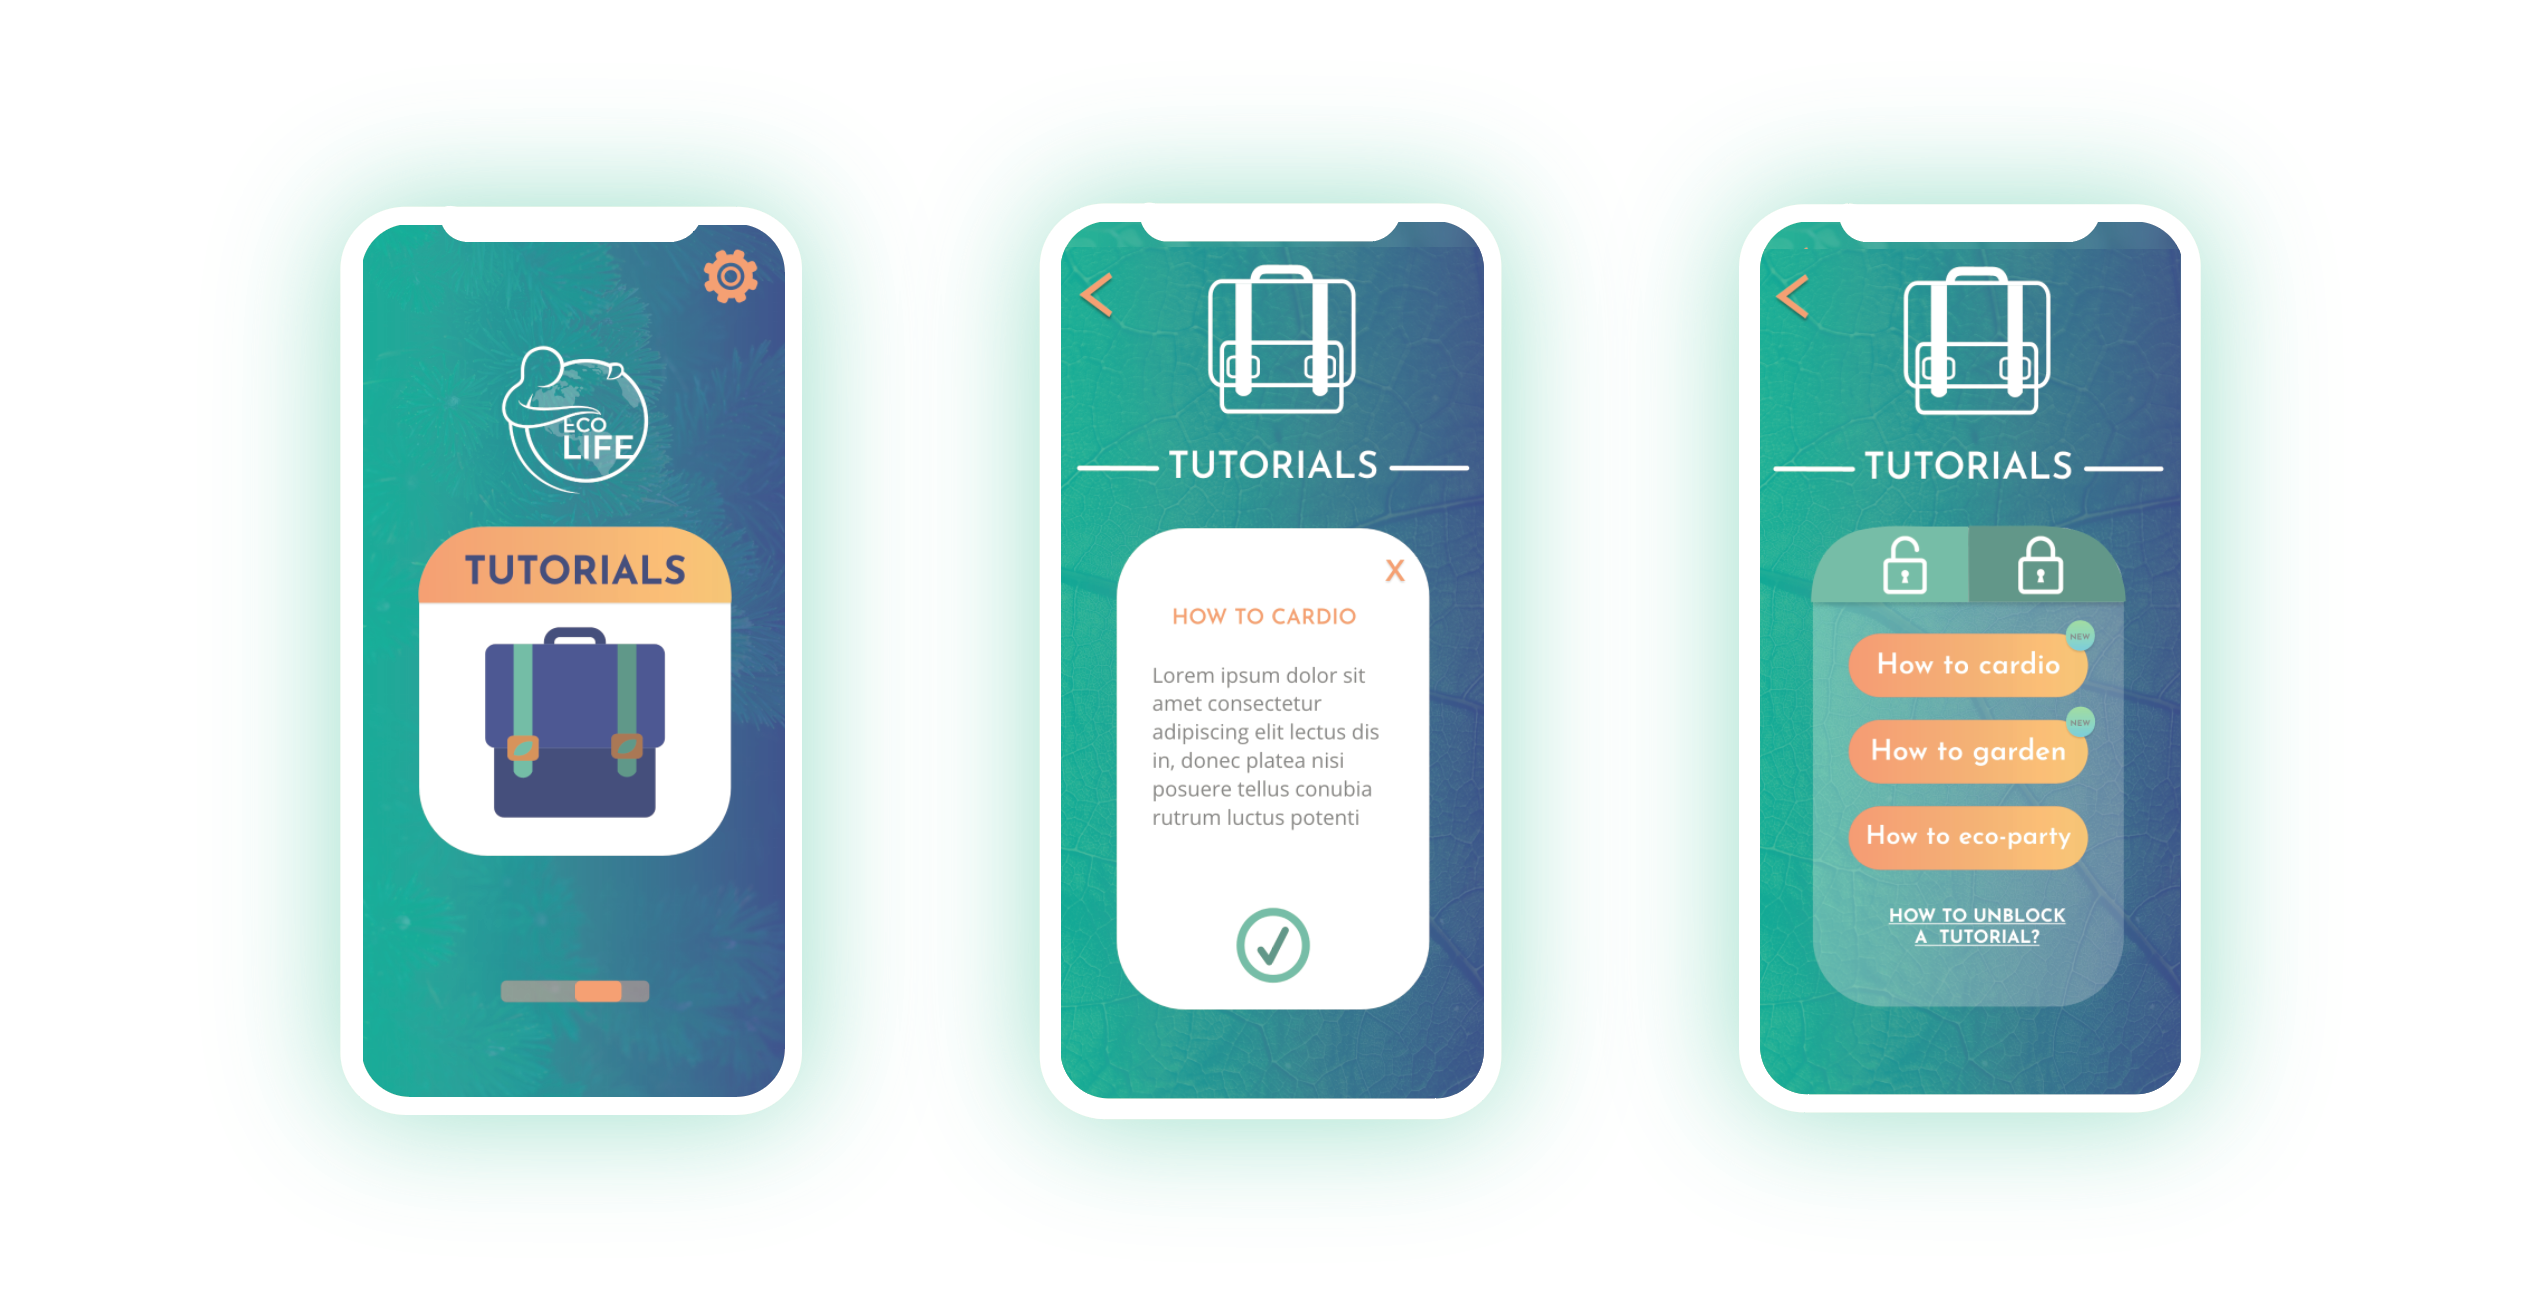 ECO
LIFE
TUTORIALS
TUTORIALS
X
HOW TO CARDIO
Lorem ipsum dolor sit
amet consectetur
adipiscing elit lectus dis
in, donec platea nisi
posuere tellus conubia
rutrum luctus potenti
TUTORIALS
NEW
How to cardio
NEW
How to garden
How to eco-party
HOW TO UNBLOCK
A TUTORIAL?